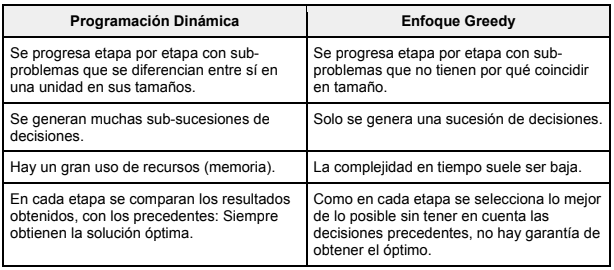 Programación Dinámica
Enfoque Greedy
Se progresa etapa por etapa con sub-
problemas que se diferencian entre sí en
una unidad en sus tamaños.
Se progresa etapa por etapa con sub-
problemas que no tienen por qué coincidir
en tamaño.
Se generan muchas sub-sucesiones de
decisiones.
Solo se genera una sucesión de decisiones.
Hay un gran uso de recursos (memoria).
La complejidad en tiempo suele ser baja.
En cada etapa se comparan los resultados
obtenidos, con los precedentes: Siempre
obtienen la solución óptima.
Como en cada etapa se selecciona lo mejor
de lo posible sin tener en cuenta las
decisiones precedentes, no hay garantía de
obtener el óptimo.